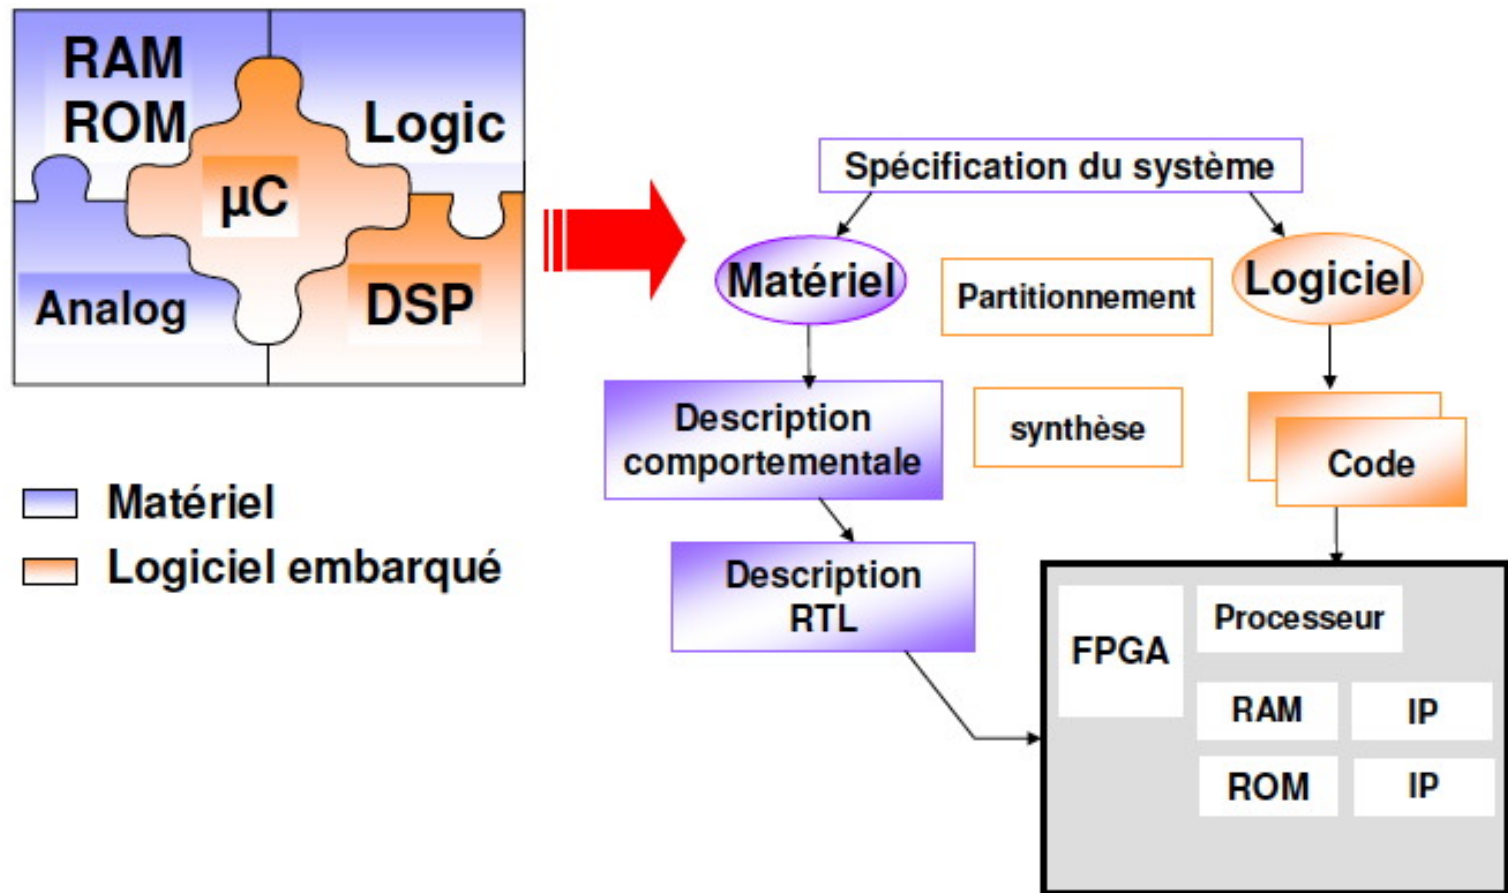 RAM
ROM
Logic
µC
Analog
DSP
Matériel
Logiciel embarqué
Spécification du système
Matériel
Partitionnement
Logiciel
Description
comportementale
synthèse
Code
Description
RTL
FPGA
Processeur
RAM
IP
ROM
IP